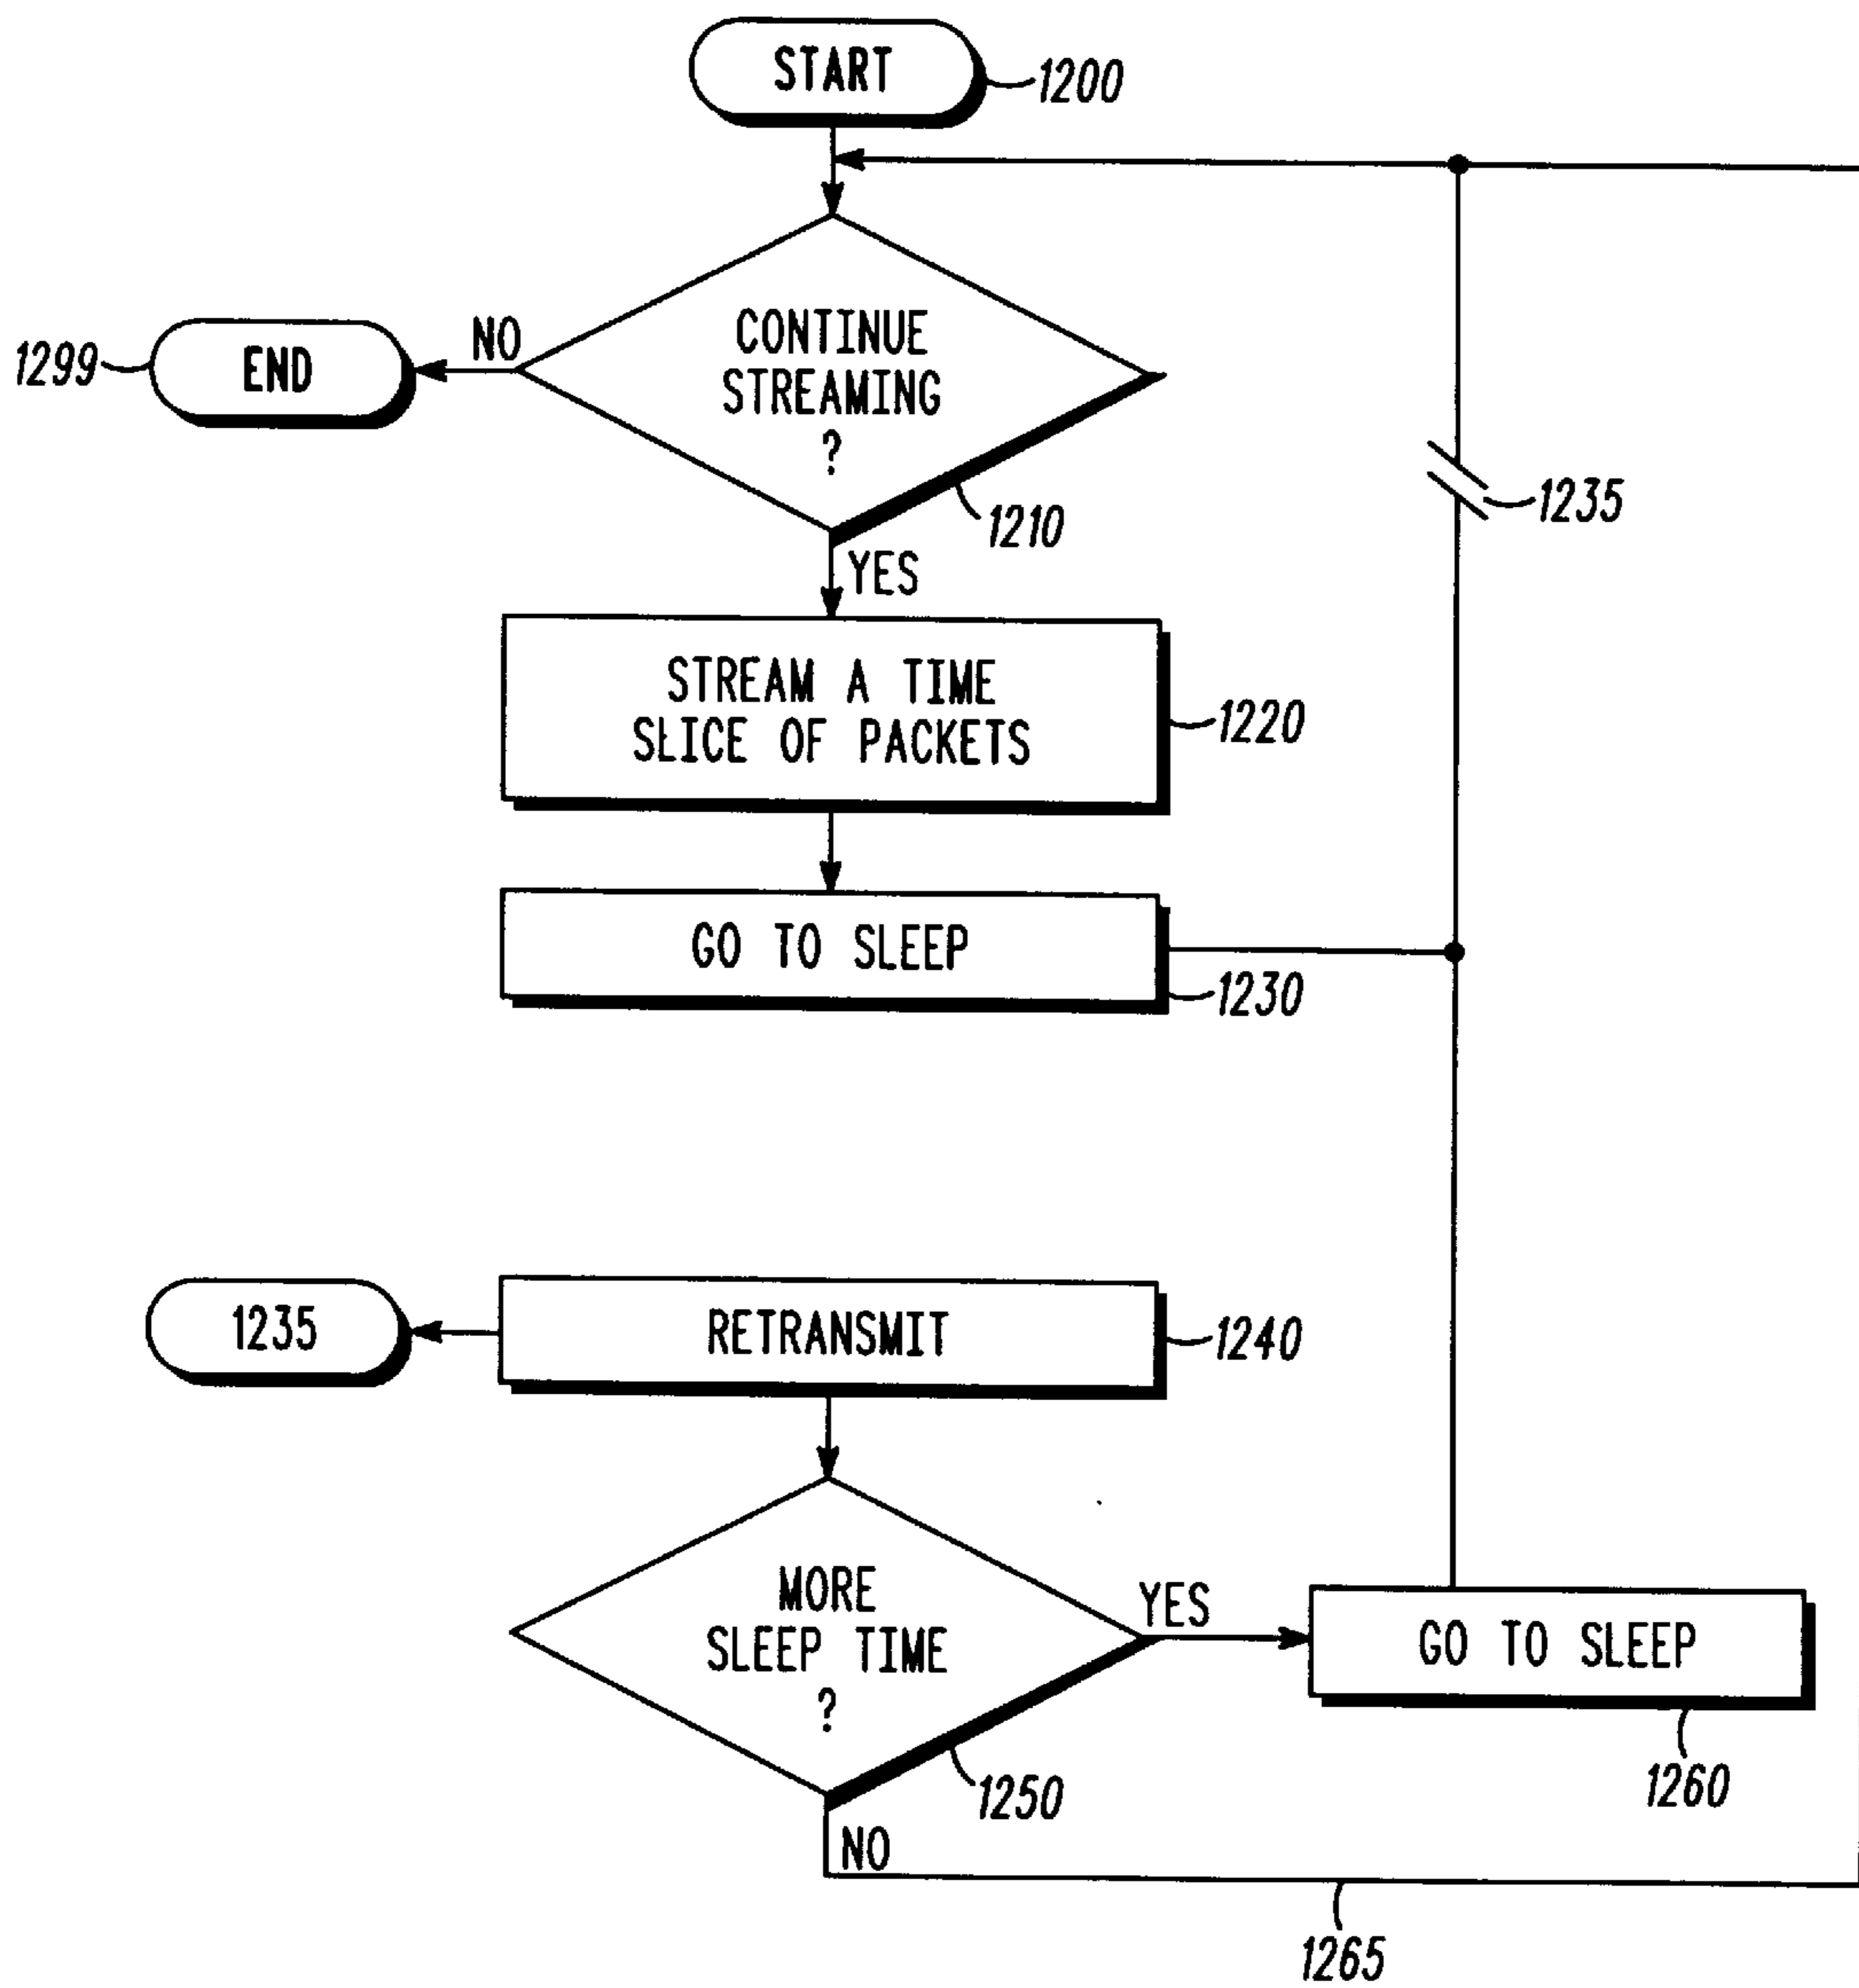 START
1200
CONTINUE
STREAMING
?
NO
END
1299
1210
YES
1235
STREAM A TIME
SLICE OF PACKETS
1220
GO TO SLEEP
1230
1235
RETRANSMIT
1240
MORE
SLEEP TIME
?
YES
GO TO SLEEP
1250
1260
NO
1265